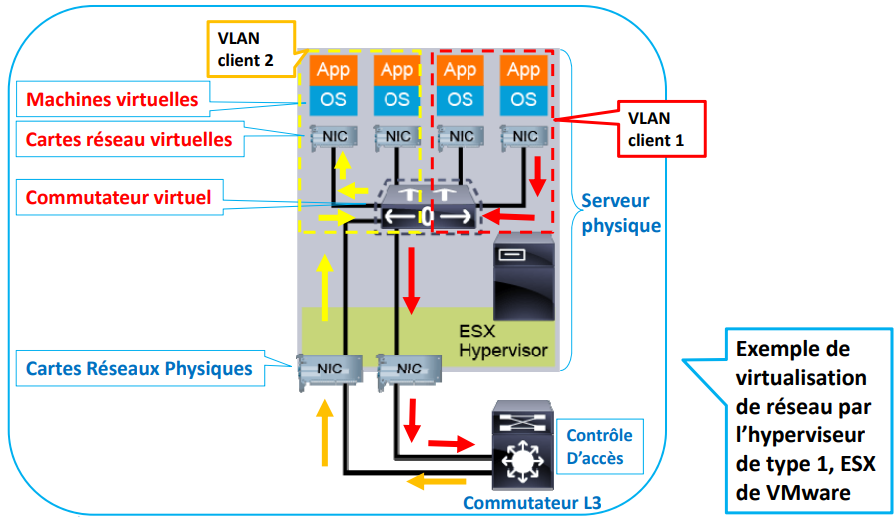 VLAN
client 2
App App App App
OS OS OS OS
Machines virtuelles
VLAN
client 1
Cartes réseau virtuelles
NIC NIC NIC NIC
Commutateur virtuel
Serveur
physique
ESX
Hypervisor
Cartes Réseaux Physiques
NIC NIC
Exemple de
virtualisation
de réseau par
l’hyperviseur
de type 1, ESX
de VMware
Contrôle
D’accès
Commutateur L3